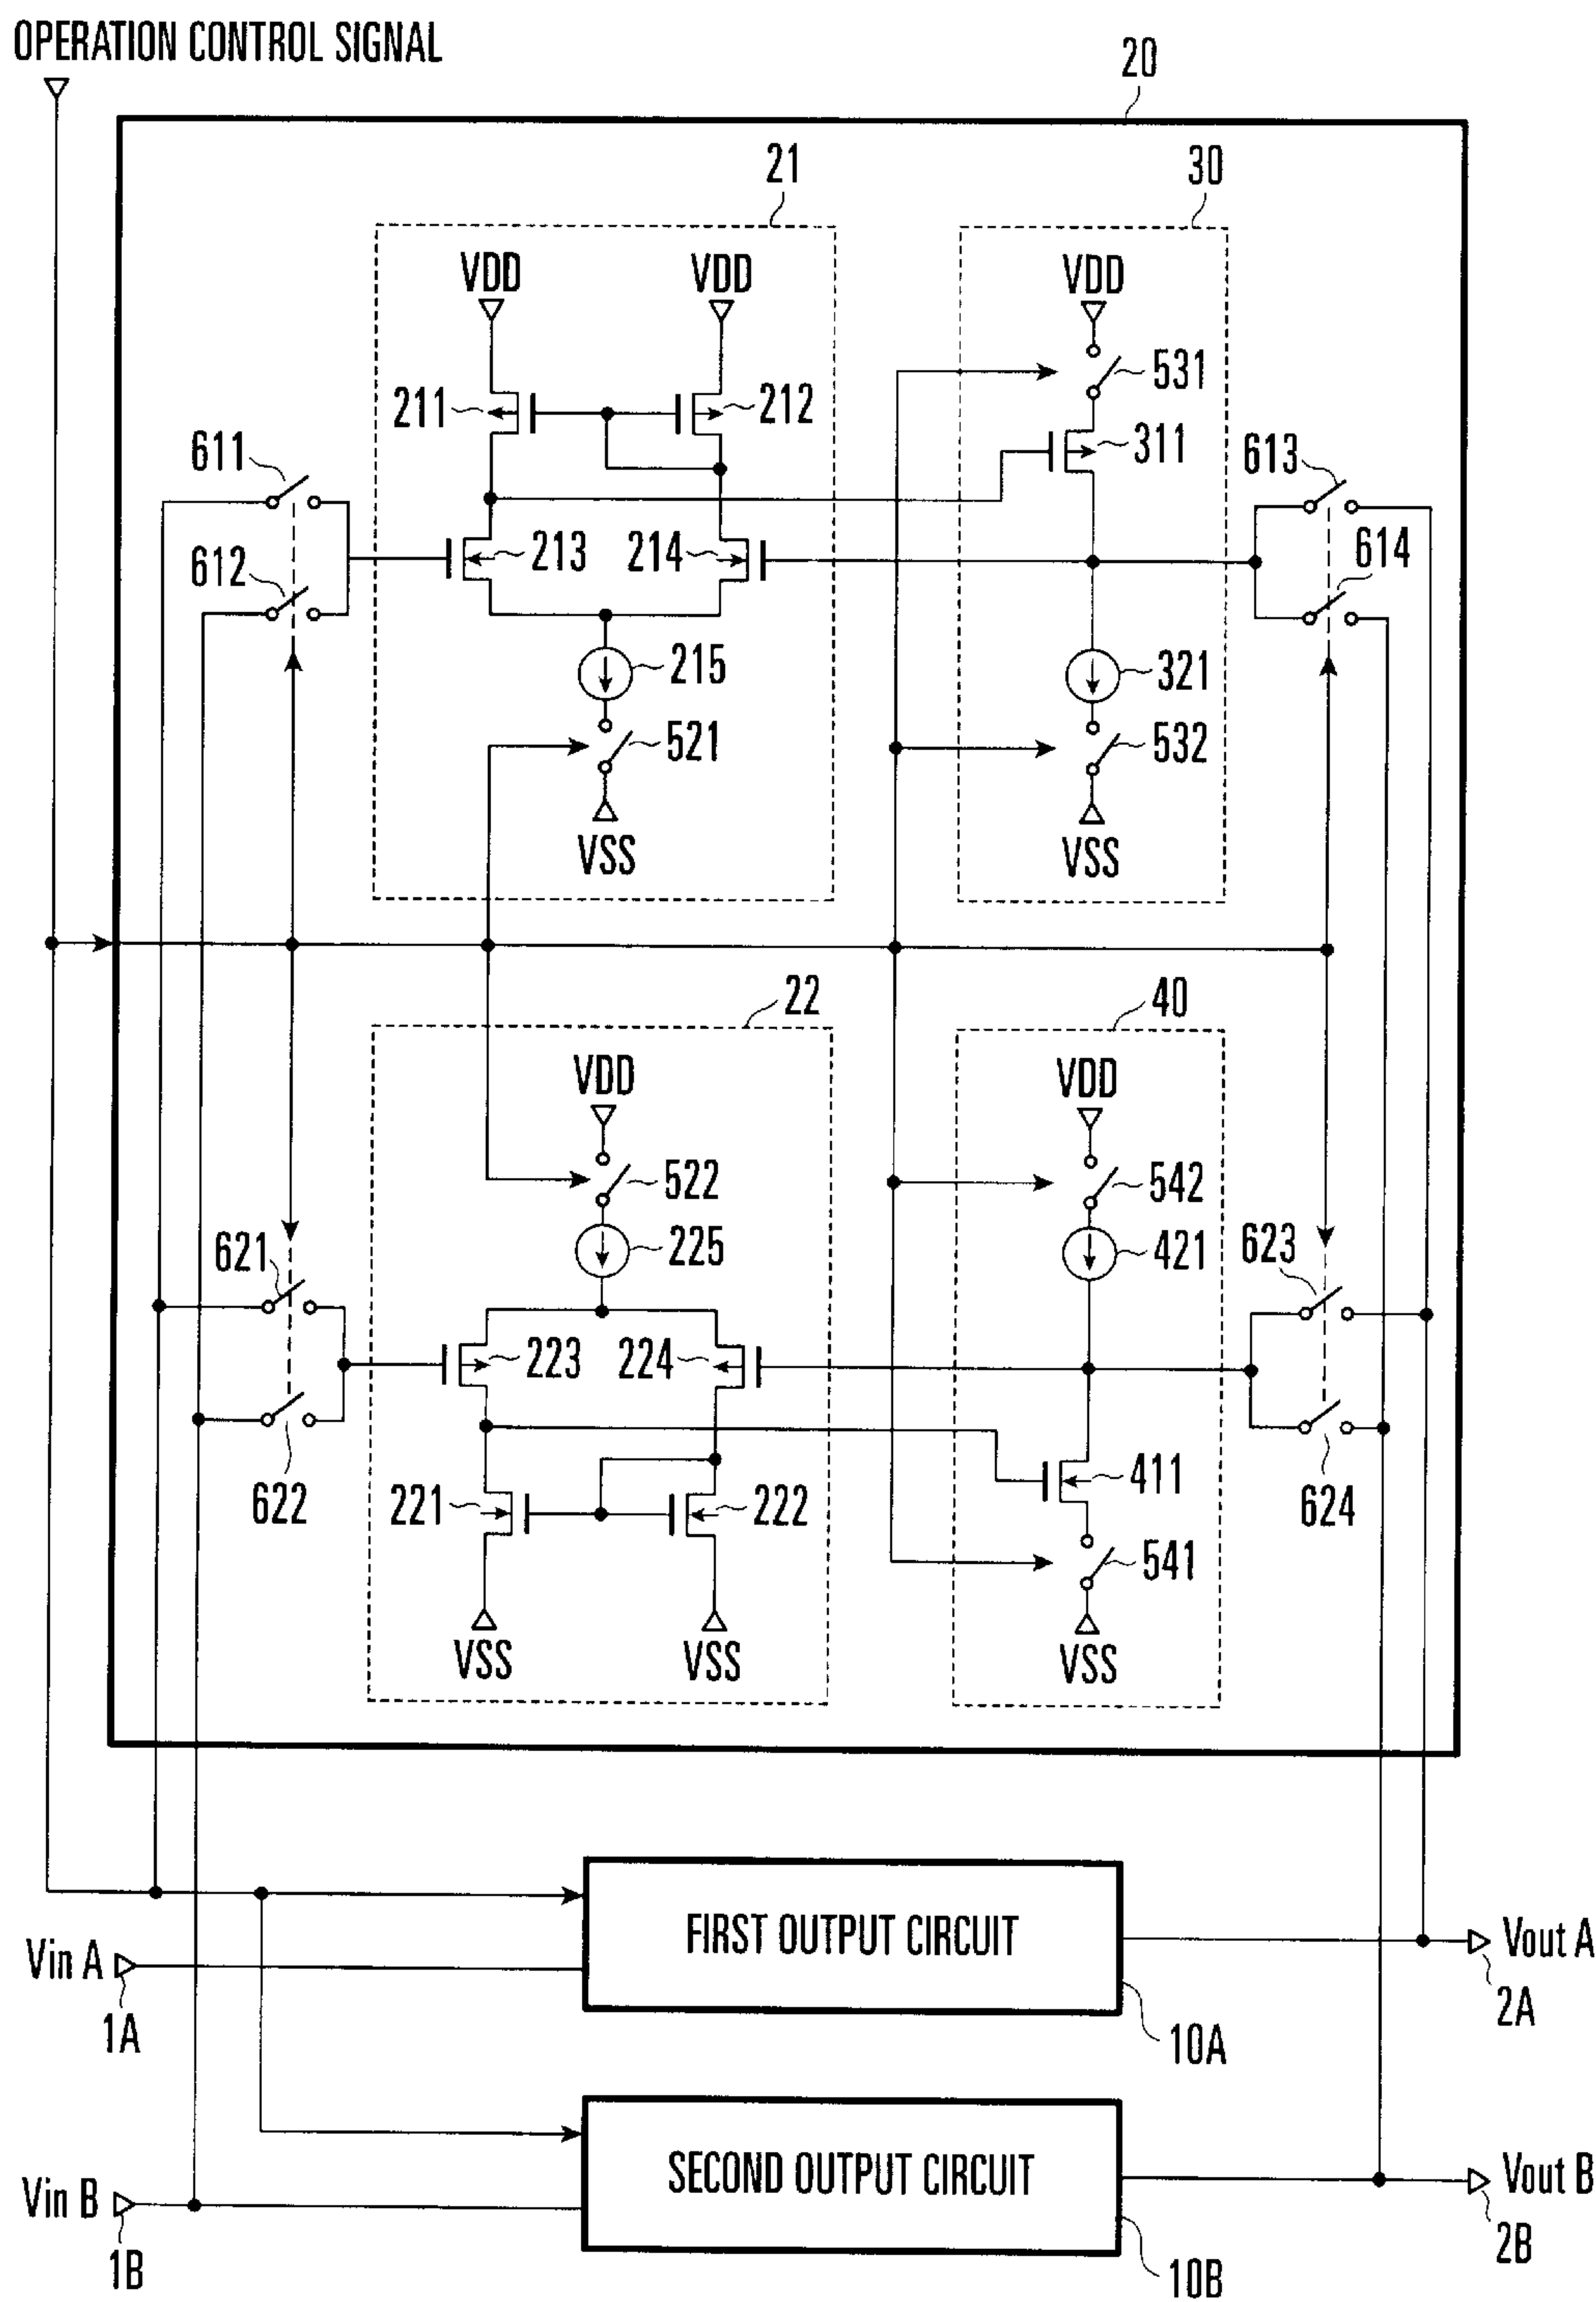 OPERATION CONTROL SIGNAL
20
21
30
VDD
VDD
VDD
531
211
212
311
611
613
213
214
614
612
215
321
521
532
VSS
VSS
22
40
VDD
VDD
522
542
621
225
421
623
223
224
221
222
411
622
624
541
VSS
VSS
VSS
FIRST OUTPUT CIRCUIT
Vin A
Vout A
1A
2A
10A
SECOND OUTPUT CIRCUIT
Vin B
Vout B
1B
2B
10B